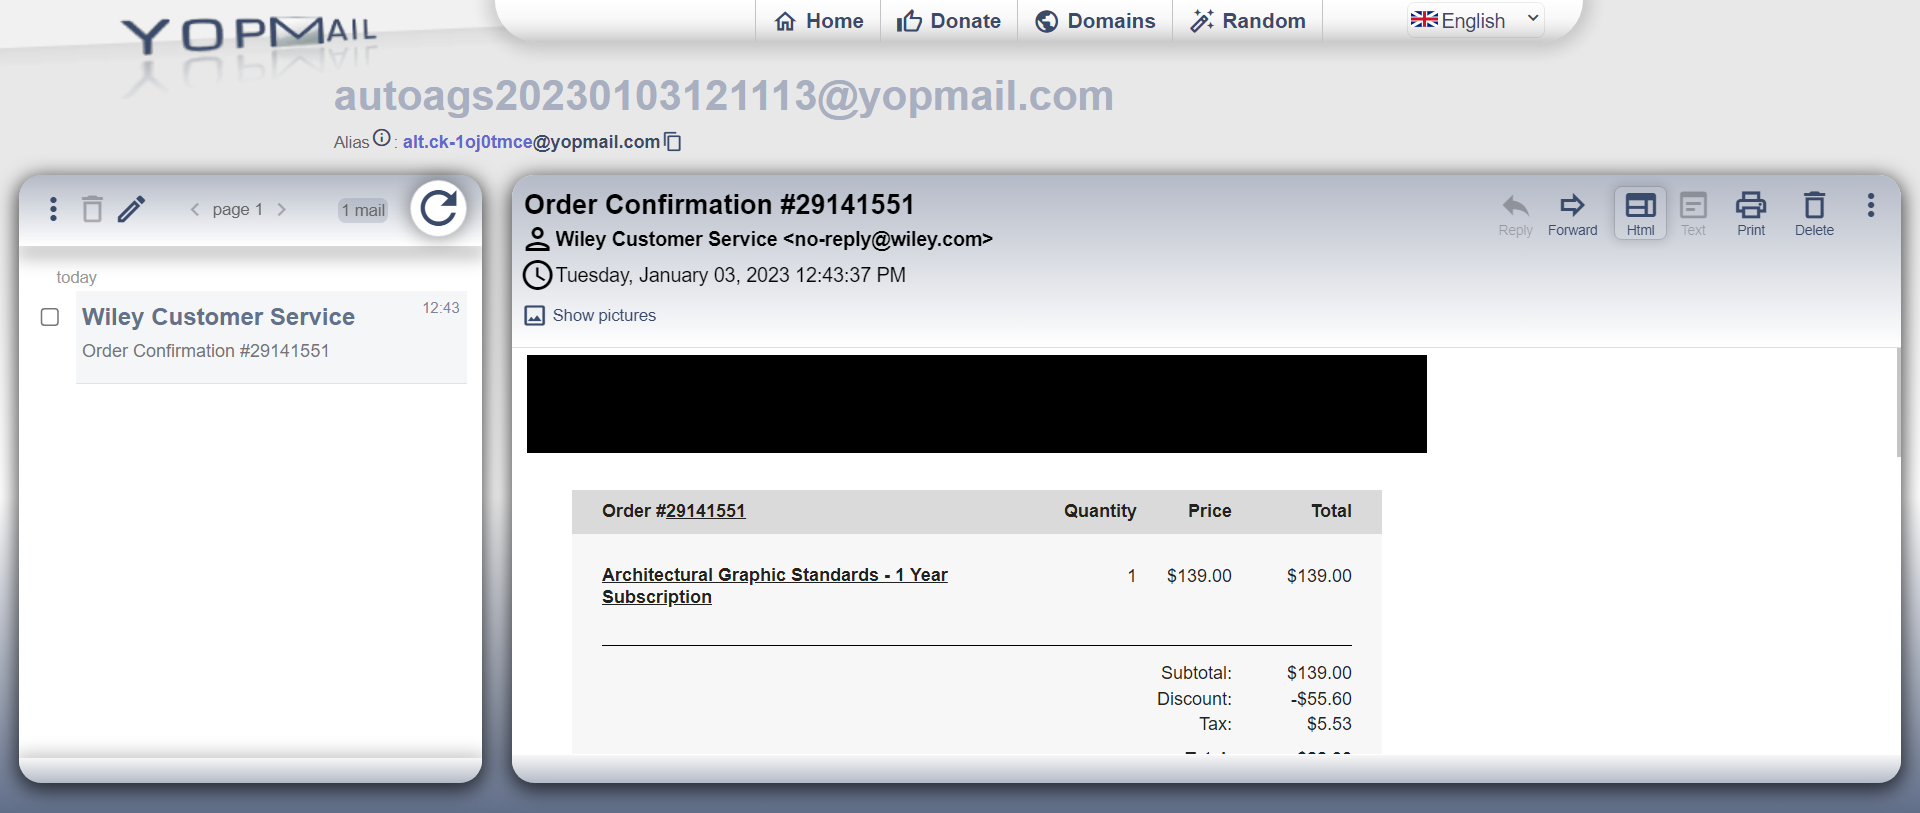 YOPMAIL
Home Donate Domains Random English
autoags20230103121113@yopmail.com
Alias : alt.ck-1oj0tmce@yopmail.com
page 1 1 mail
today
Wiley Customer Service 12:43
Order Confirmation #29141551
Order Confirmation #29141551
Wiley Customer Service <no-reply@wiley.com>
Tuesday, January 03, 2023 12:43:37 PM
Show pictures
Reply Forward Html Text Print Delete
Order #29141551 Quantity Price Total
Architectural Graphic Standards - 1 Year 1 $139.00 $139.00
Subscription
Subtotal: $139.00
Discount: -$55.60
Tax: $5.53